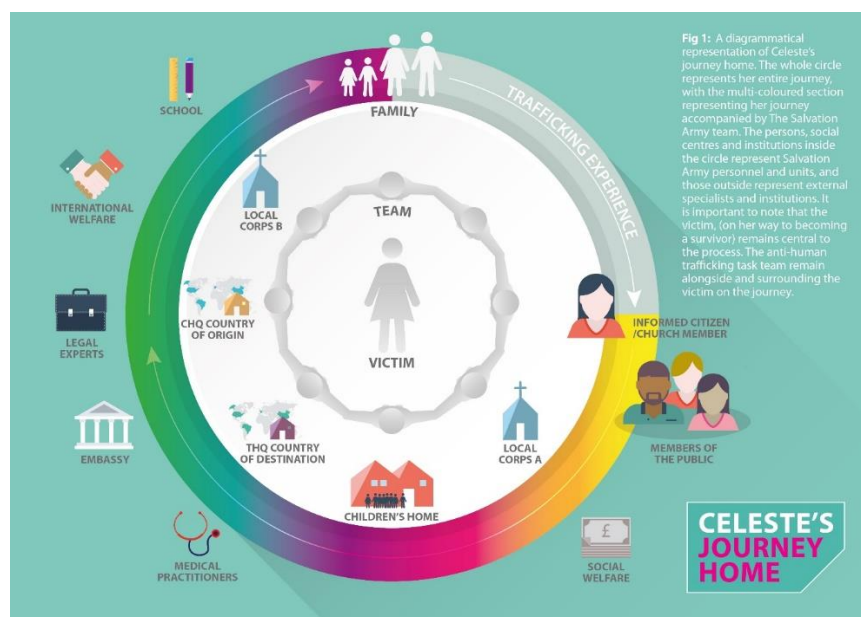 Fig 1: A diagrammatical
representation of Celeste's
journey home. The whole circle
represents her entire journey,
with the multi-coloured section
representing her journey
accompanied by The Salvation
Army team. The persons, social
centres and institutions inside
the circle represent Salvation
Army personnel and units, and
those outside represent external
specialists and institutions. It
is important to note that the
victim, (on her way to becoming
a survivor) remains central to
the process. The anti-human
trafficking task team remain
alongside and surrounding the
victim on the journey.
SCHOOL
FAMILY
TRAFFICKING EXPERIENCE
INTERNATIONAL
WELFARE
LOCAL
CORPS B
TEAM
CHQ COUNTRY
OF ORIGIN
INFORMED CITIZEN
/CHURCH MEMBER
LEGAL
EXPERTS
VICTIM
THQ COUNTRY
OF DESTINATION
LOCAL
CORPS A
MEMBERS OF
THE PUBLIC
EMBASSY
CHILDREN'S HOME
MEDICAL
PRACTITIONERS
£
SOCIAL
WELFARE
CELESTE'S
JOURNEY
HOME